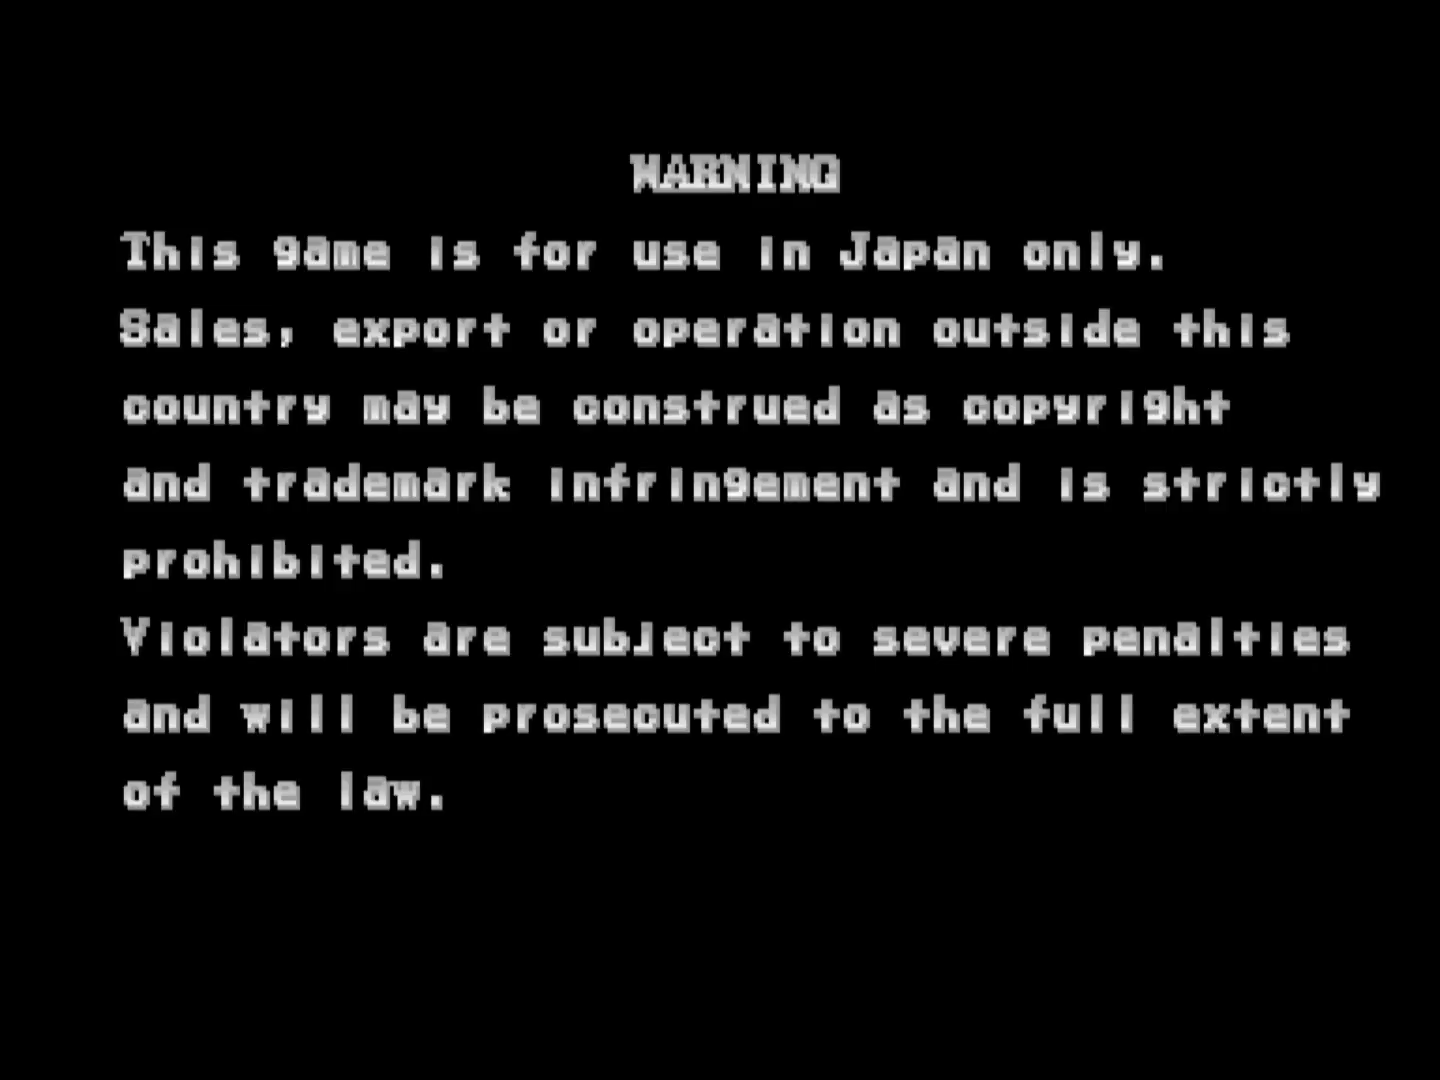 WARNING
This game is for use in Japan only.
Sales, export or operation outside this
country may be construed as copyright
and trademark infringement and is strictly
prohibited.
Violators are subject to severe penalties
and will be prosecuted to the full extent
of the law.